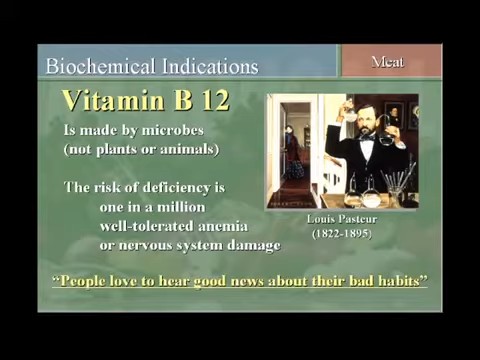 Biochemical Indications
Meat
Vitamin B 12
Is made by microbes
(not plants or animals)
The risk of deficiency is
one in a million
well-tolerated anemia
or nervous system damage
Louis Pasteur
(1822-1895)
“People love to hear good news about their bad habits”